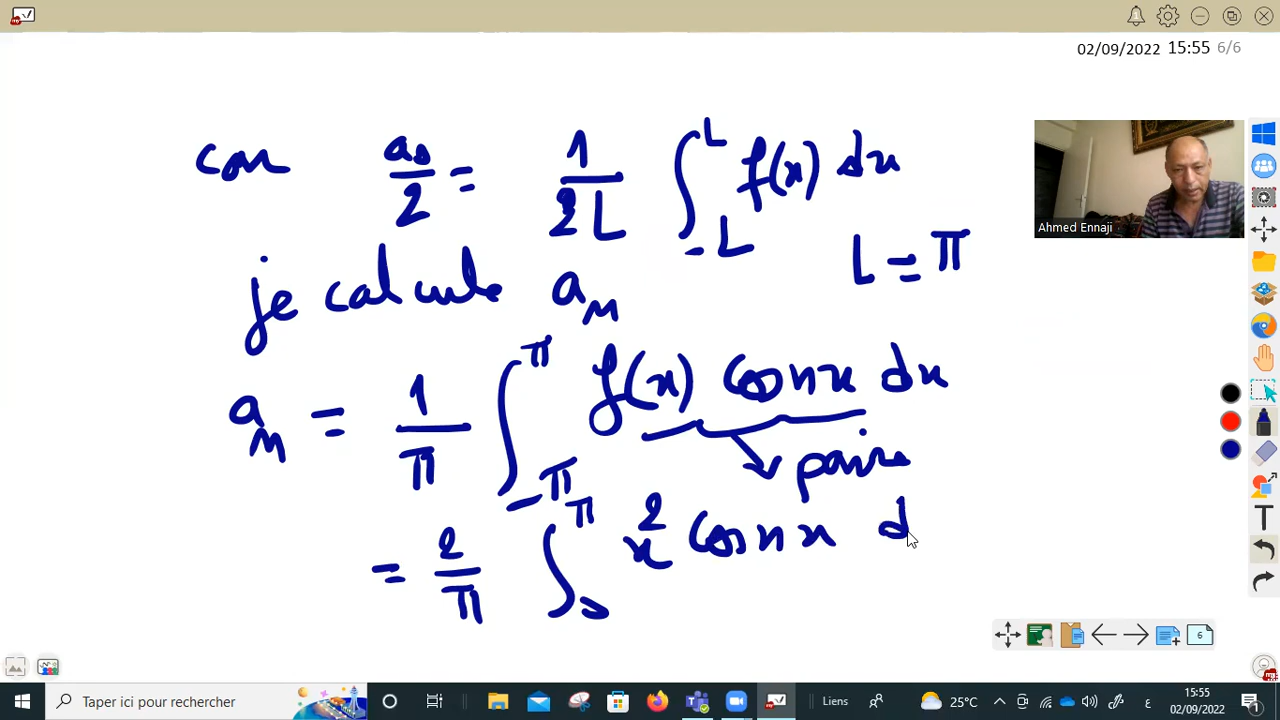 02/09/2022 15:55 6/6
car a₀/2 = 1/2L ∫_{-L}^{L} f(x) dx
L = π
je calcule aₙ
aₙ = 1/π ∫_{-π}^{π} f(x) cos nx dx
paire
= 2/π ∫_{0}^{π} x² cos nx d
Ahmed Ennaji
6
Taper ici pour rechercher
Liens
25°C
15:55
02/09/2022